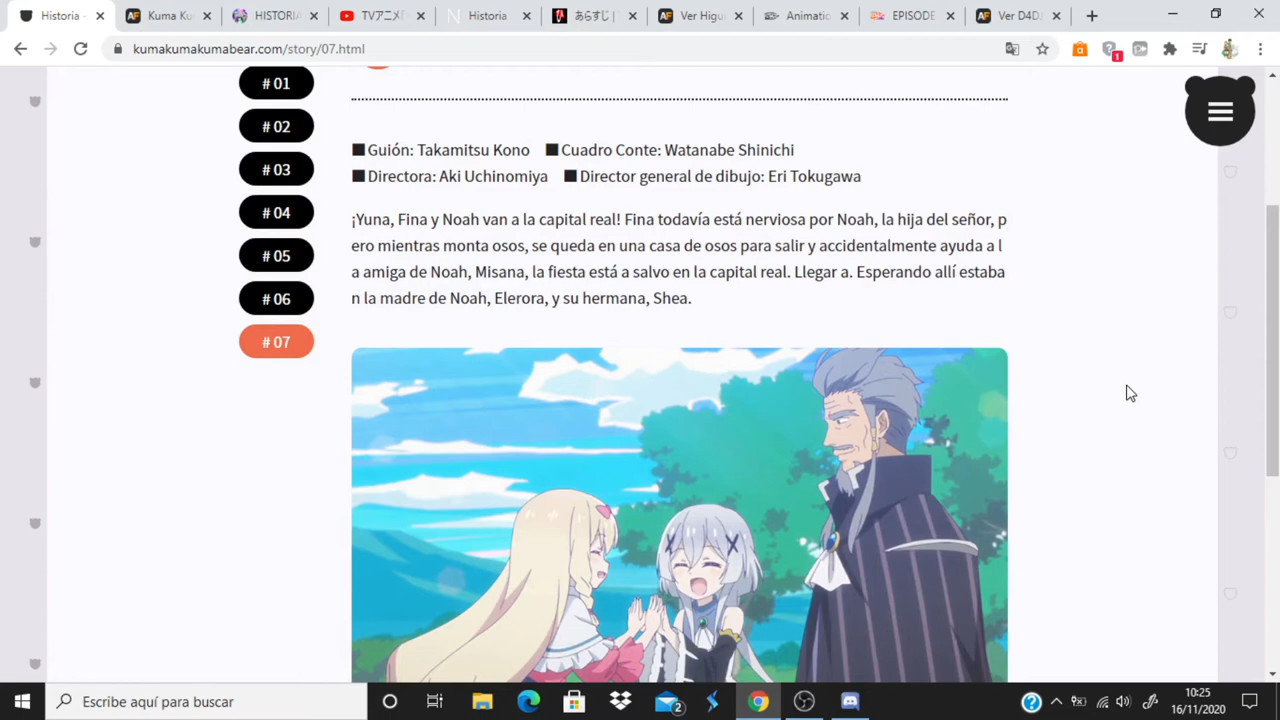 Historia -
Kuma Ku
HISTORIA
TVアニメ『
Historia
あらすじ |
Ver Higu
Animatic
EPISODE
Ver D4DJ
kumakumakumabear.com/story/07.html
1
# 01
# 02
# 03
# 04
# 05
# 06
# 07
■Guión: Takamitsu Kono ■Cuadro Conte: Watanabe Shinichi
■Directora: Aki Uchinomiya ■Director general de dibujo: Eri Tokugawa
¡Yuna, Fina y Noah van a la capital real! Fina todavía está nerviosa por Noah, la hija del señor, p
ero mientras monta osos, se queda en una casa de osos para salir y accidentalmente ayuda a l
a amiga de Noah, Misana, la fiesta está a salvo en la capital real. Llegar a. Esperando allí estaba
n la madre de Noah, Elerora, y su hermana, Shea.
Escribe aquí para buscar
2
10:25
16/11/2020